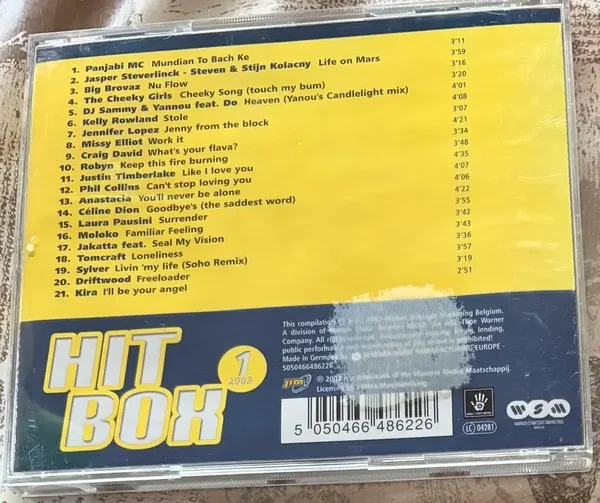 1. Panjabi MC Mundian To Bach Ke 3'11
2. Jasper Steverlinck - Steven & Stijn Kolacny Life on Mars 3'59
3. Big Brovaz Nu Flow 3'16
4. The Cheeky Girls Cheeky Song (touch my bum) 3'20
5. DJ Sammy & Yannou feat. Do Heaven (Yanou's Candlelight mix) 4'01
6. Kelly Rowland Stole 4'08
7. Jennifer Lopez Jenny from the block 3'07
8. Missy Elliot Work it 4'21
9. Craig David What's your flava? 3'34
10. Robyn Keep this fire burning 3'48
11. Justin Timberlake Like I love you 4'35
12. Phil Collins Can't stop loving you 4'07
13. Anastacia You'll never be alone 4'06
14. Céline Dion Goodbye's (the saddest word) 4'22
15. Laura Pausini Surrender 3'55
16. Moloko Familiar Feeling 3'42
17. Jakatta feat. Seal My Vision 3'43
18. Tomcraft Loneliness 3'36
19. Sylver Livin 'my life (Soho Remix) 3'57
20. Driftwood Freeloader 3'19
21. Kira I'll be your angel 2'51
HIT
BOX
1
2003
This compilation
Belgium.
A division of Warner
Company. All lending,
public performa prohibited!
Made in Germany EUROPE -
5050466486226
jim
Vlaamse Media Maatschappij.
Licensed by
5 050466 486226
LC 04281
WSM
WARNER STRATEGIC MARKETING